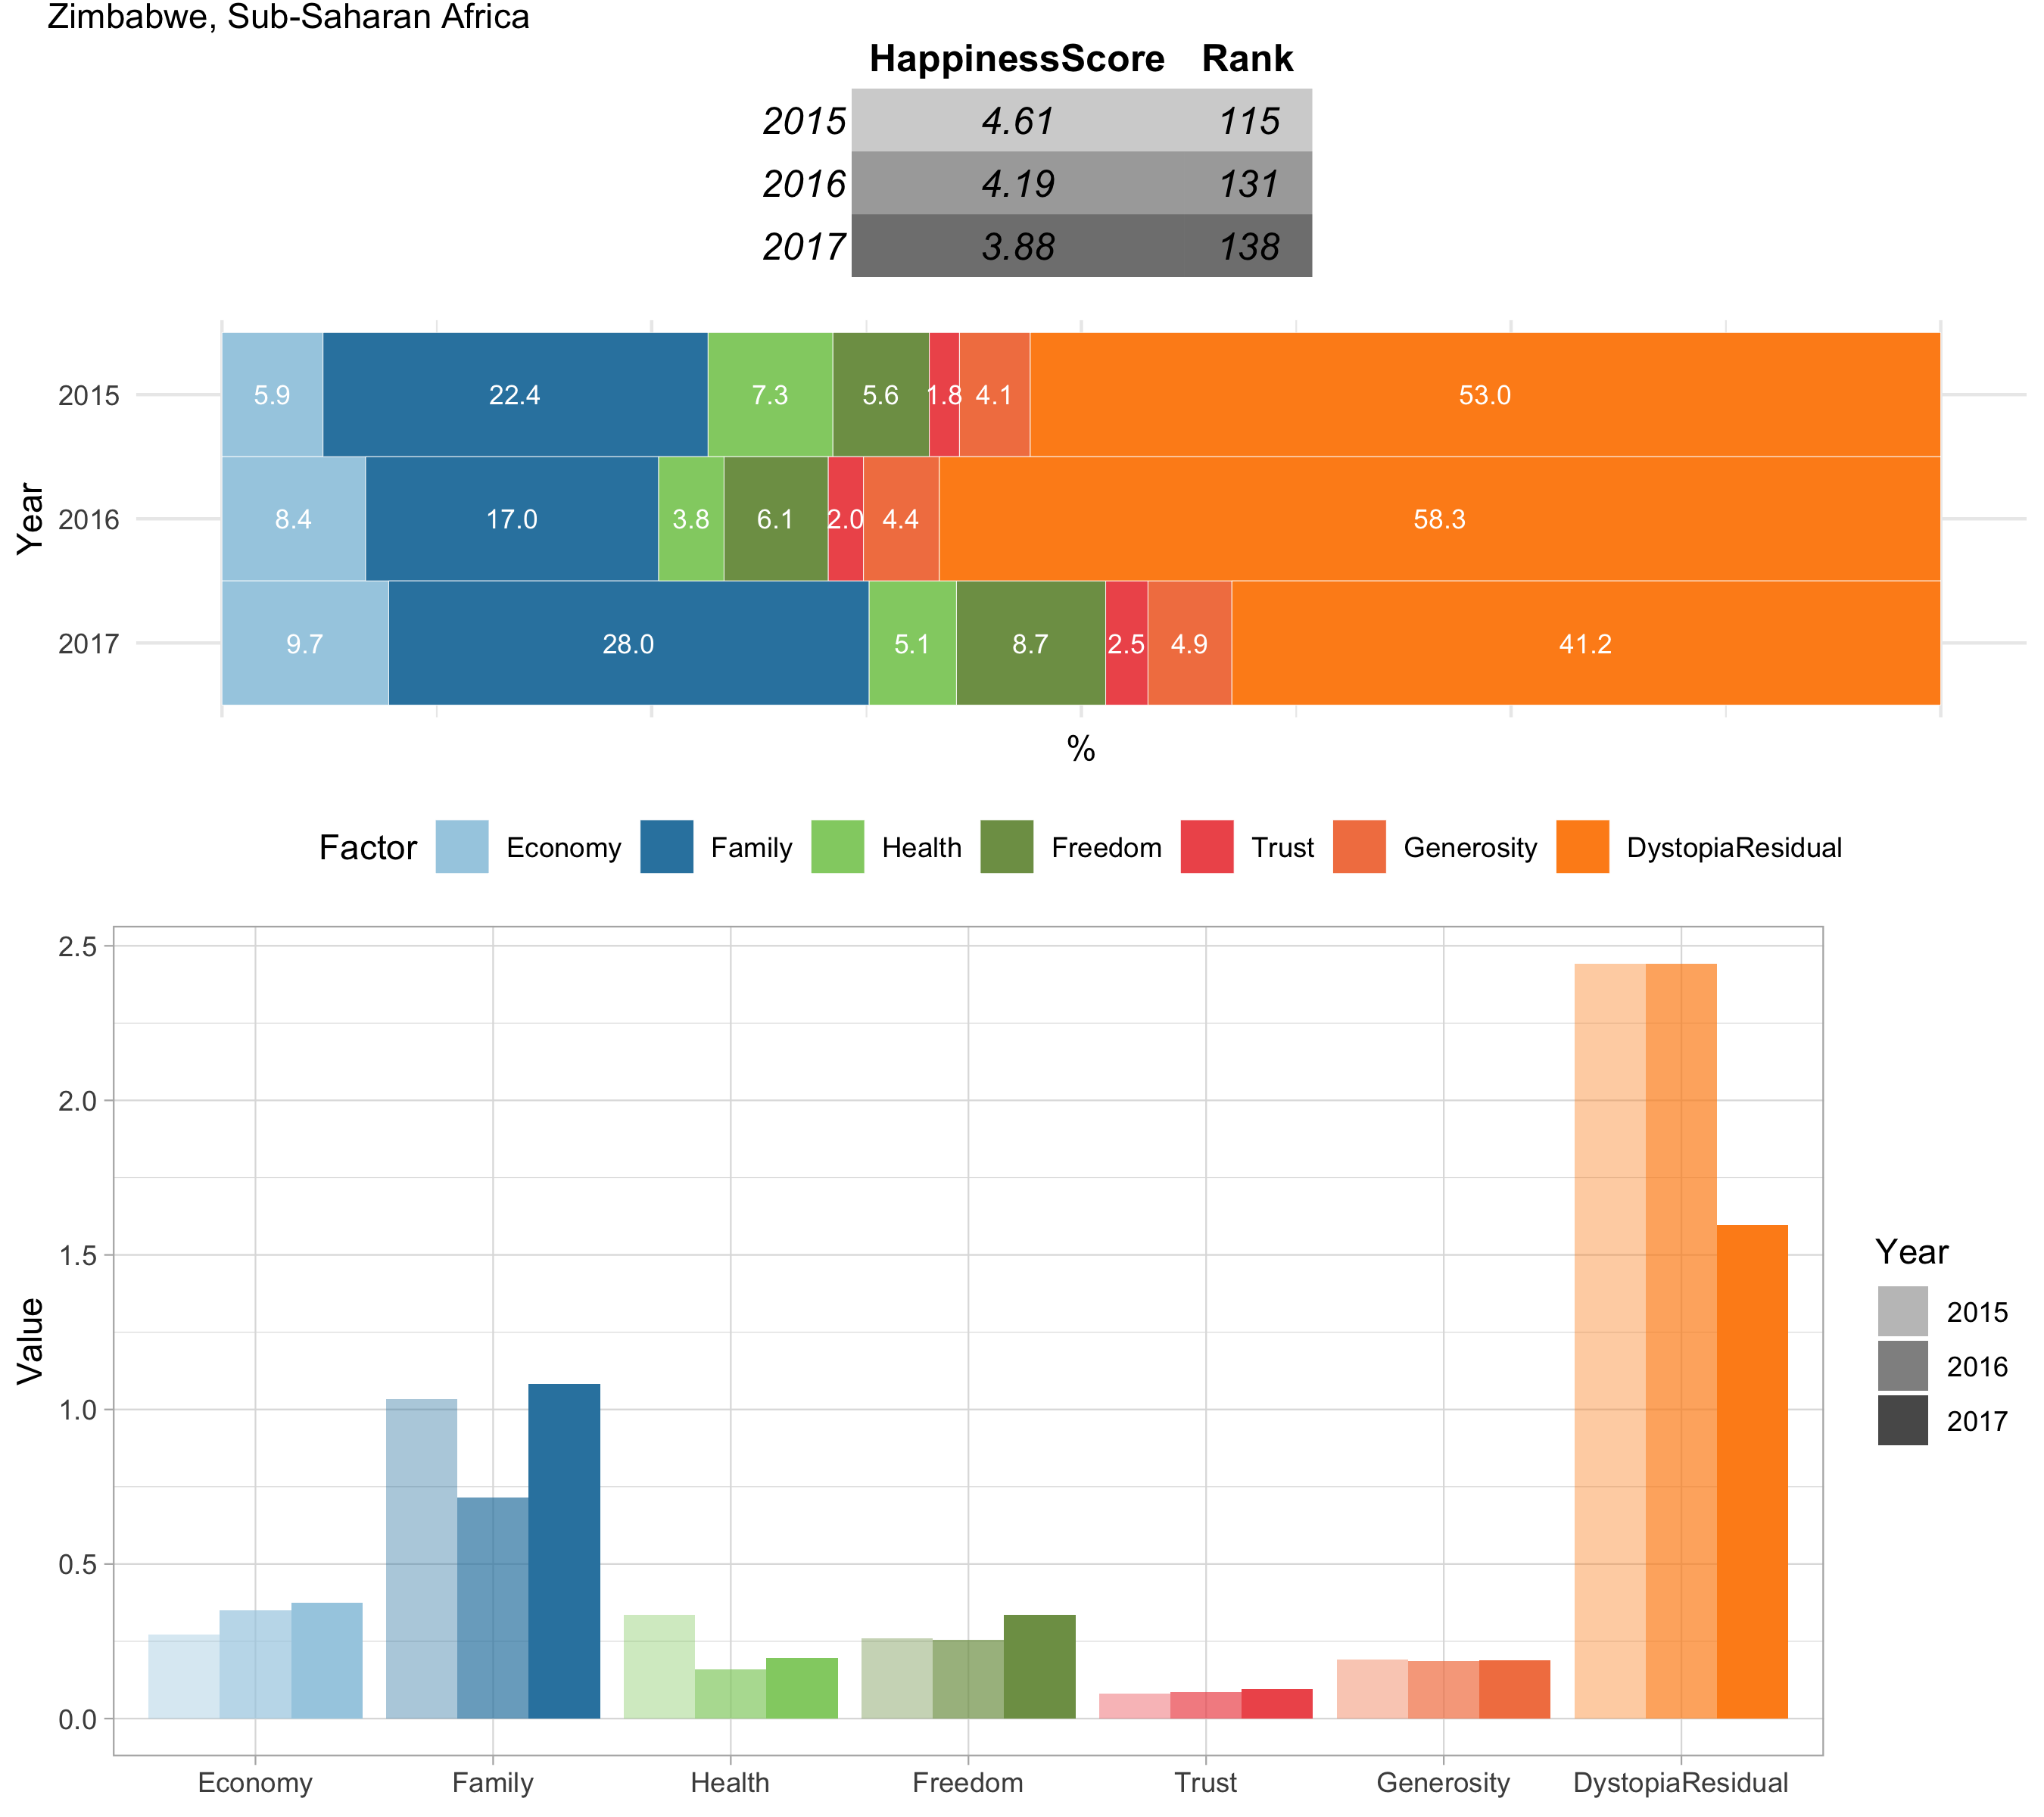 Zimbabwe, Sub-Saharan Africa
HappinessScore Rank
2015 4.61 115
2016 4.19 131
2017 3.88 138
2015 5.9 22.4 7.3 5.6 1.8 4.1 53.0
2016 8.4 17.0 3.8 6.1 2.0 4.4 58.3
2017 9.7 28.0 5.1 8.7 2.5 4.9 41.2
Year
%
Factor Economy Family Health Freedom Trust Generosity DystopiaResidual
2.5
2.0
1.5
1.0
0.5
0.0
Value
Economy Family Health Freedom Trust Generosity DystopiaResidual
Year
2015
2016
2017